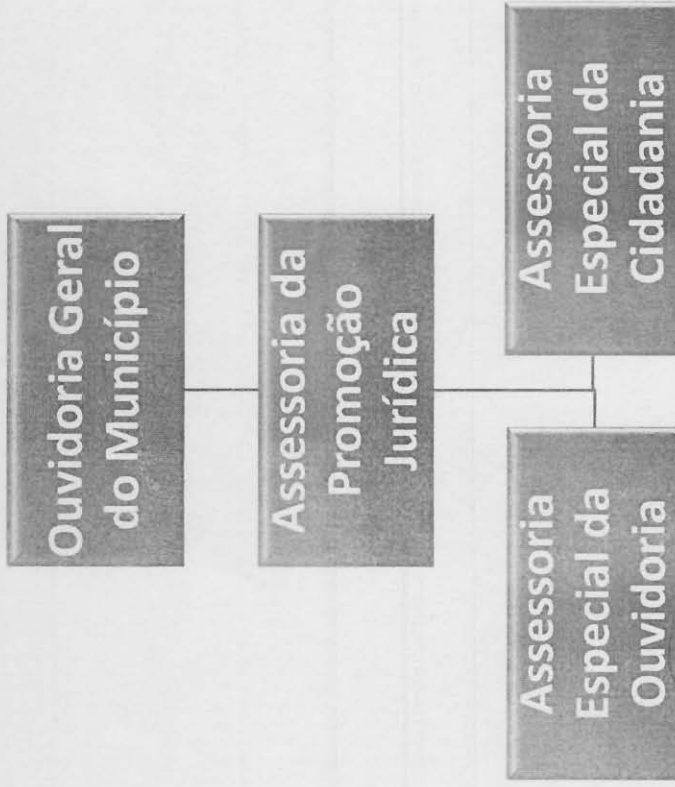 Ouvidoria Geral
do Município
Assessoria da
Promoção
Jurídica
Assessoria
Especial da
Ouvidoria
Assessoria
Especial da
Cidadania